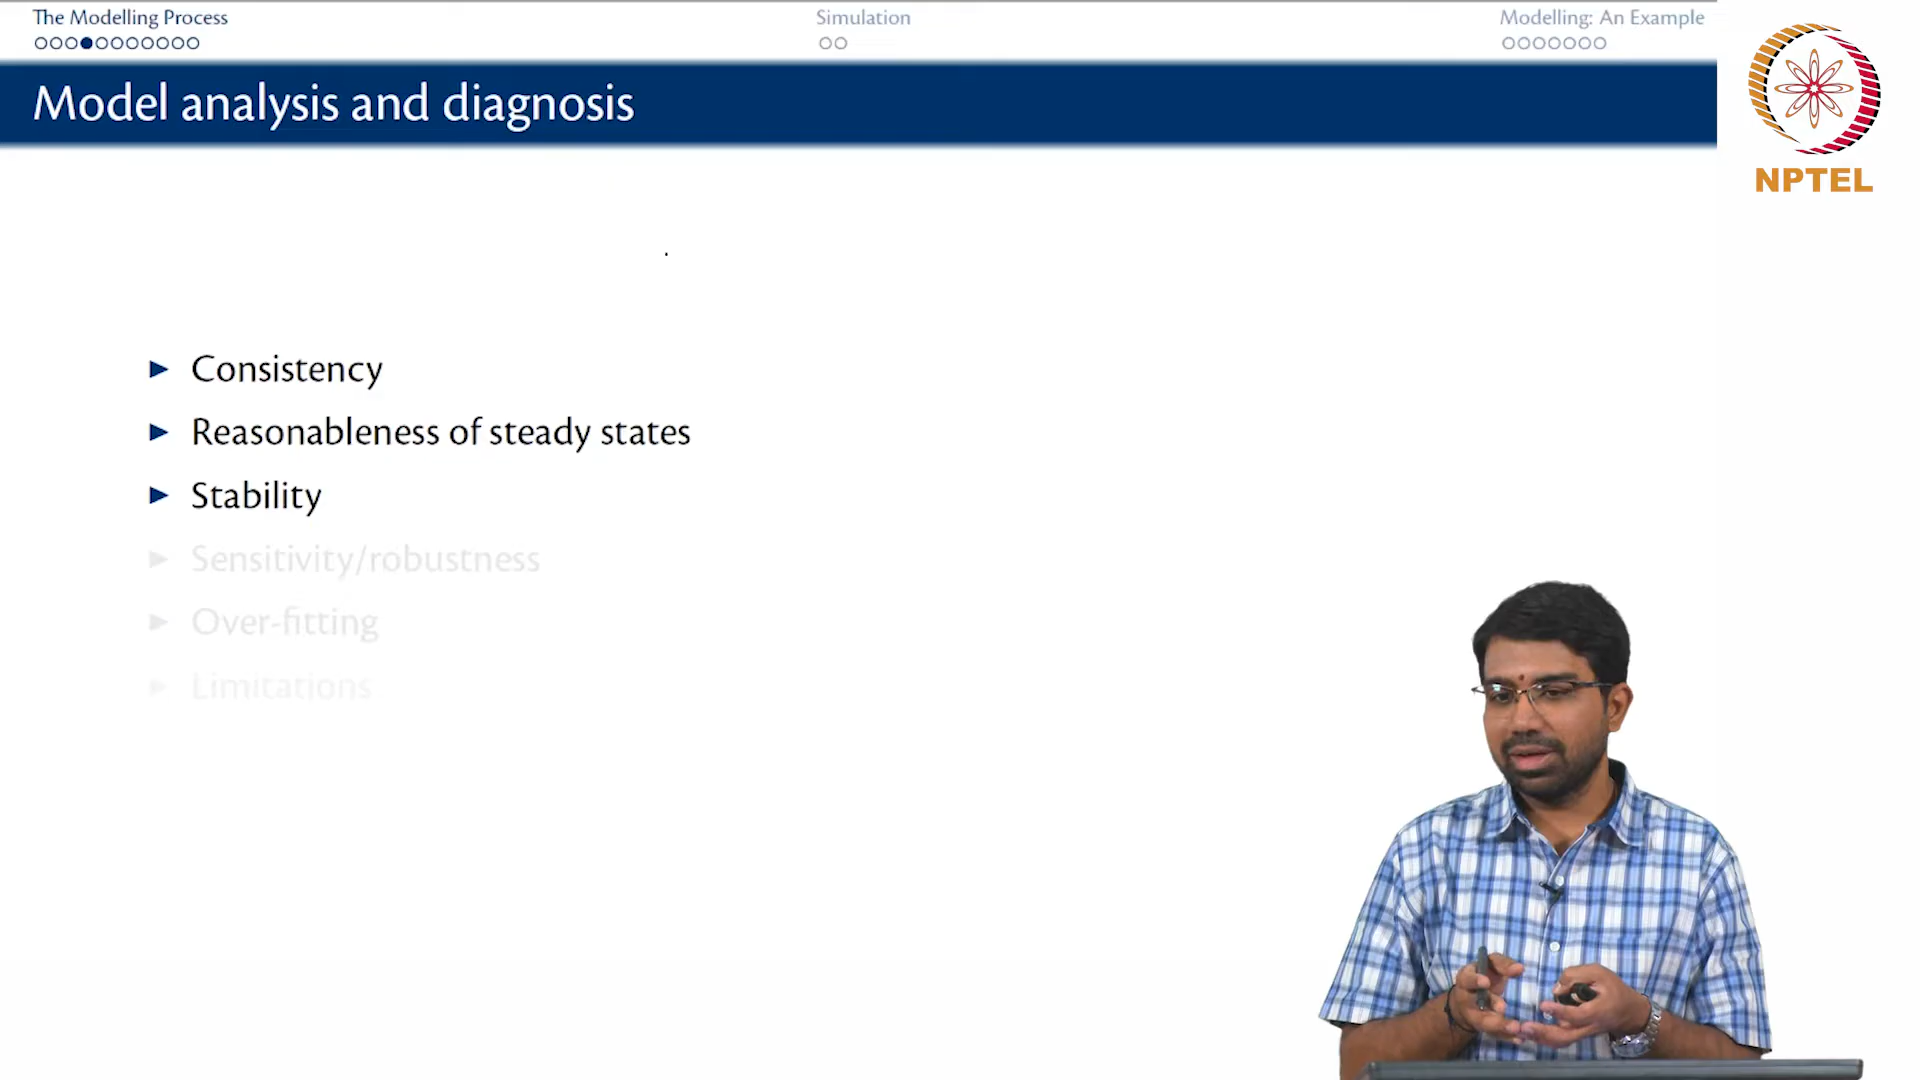 The Modelling Process
Simulation
Modelling: An Example
Model analysis and diagnosis
NPTEL
► Consistency
► Reasonableness of steady states
► Stability
► Sensitivity/robustness
► Over-fitting
► Limitations